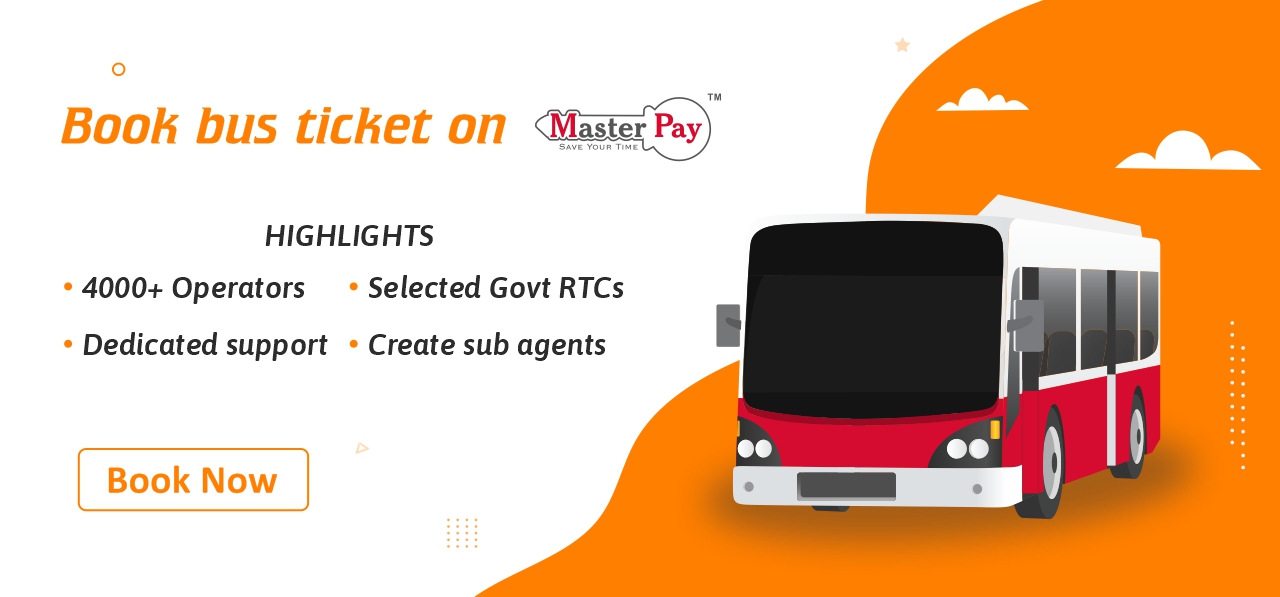 Book bus ticket on Master Pay TM
Save Your Time
HIGHLIGHTS
• 4000+ Operators • Selected Govt RTCs
• Dedicated support • Create sub agents
Book Now